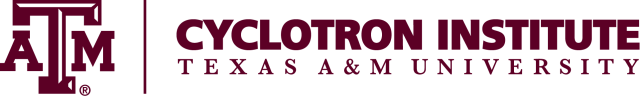 ATM®
CYCLOTRON INSTITUTE
TEXAS A&M UNIVERSITY